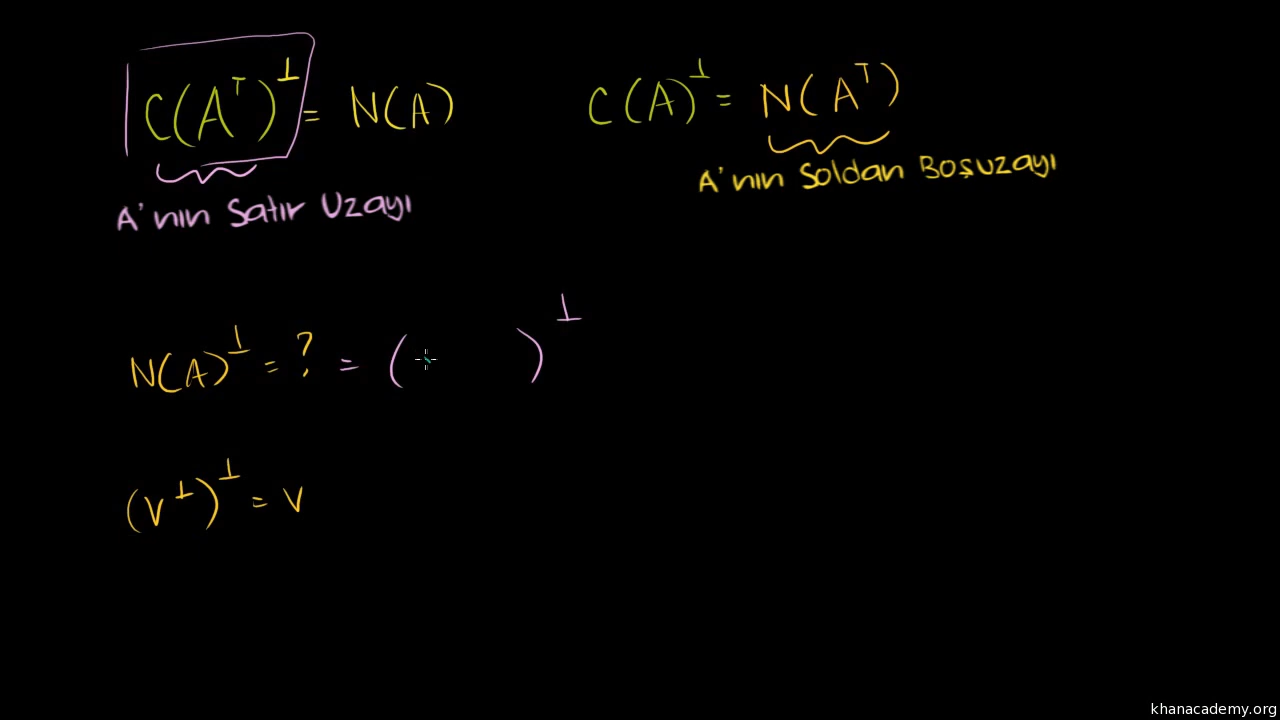 C(Aᵀ)^⊥ = N(A)
C(A)^⊥ = N(Aᵀ)
A'nın Soldan Boşuzayı
A'nın Satır Uzayı
N(A)^⊥ = ? = ( )^⊥
(V^⊥)^⊥ = V
khanacademy.org